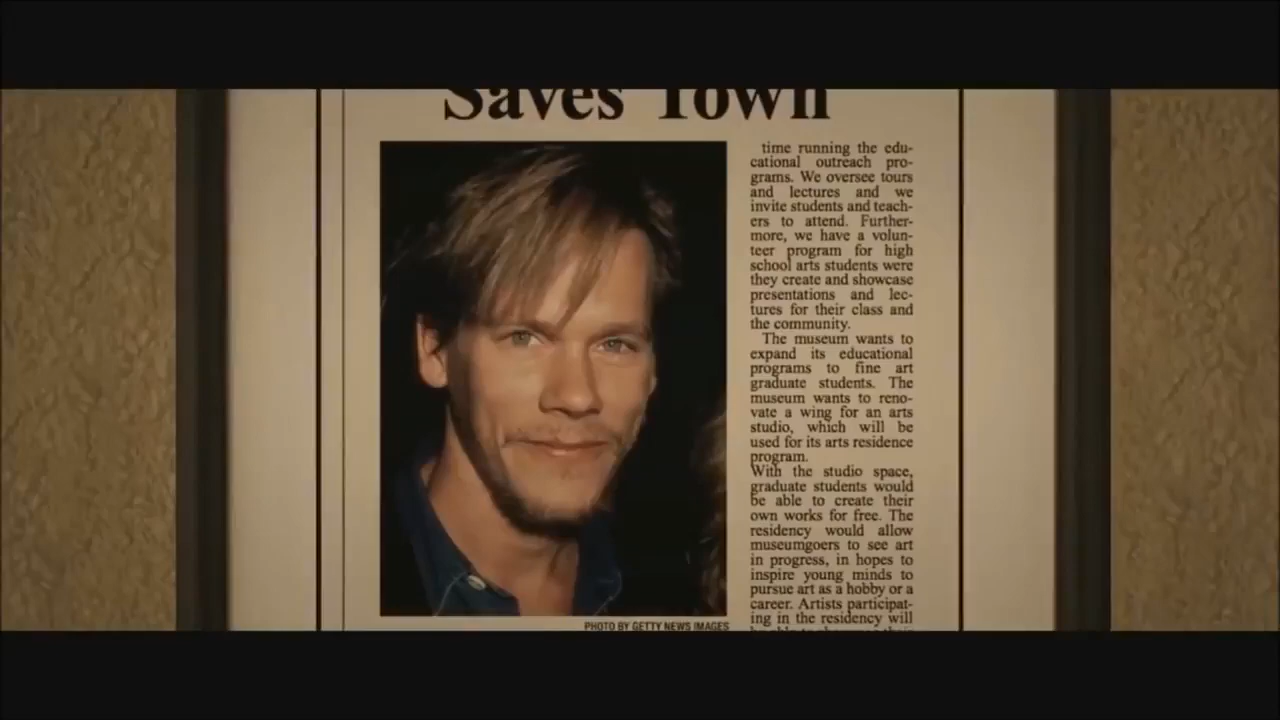 Saves Town
time running the edu-
cational outreach pro-
grams. We oversee tours
and lectures and we
invite students and teach-
ers to attend. Further-
more, we have a volun-
teer program for high
school arts students were
they create and showcase
presentations and lec-
tures for their class and
the community.
The museum wants to
expand its educational
programs to fine art
graduate students. The
museum wants to reno-
vate a wing for an arts
studio, which will be
used for its arts residence
program.
With the studio space,
graduate students would
be able to create their
own works for free. The
residency would allow
museumgoers to see art
in progress, in hopes to
inspire young minds to
pursue art as a hobby or a
career. Artists participat-
ing in the residency will
PHOTO BY GETTY NEWS IMAGES